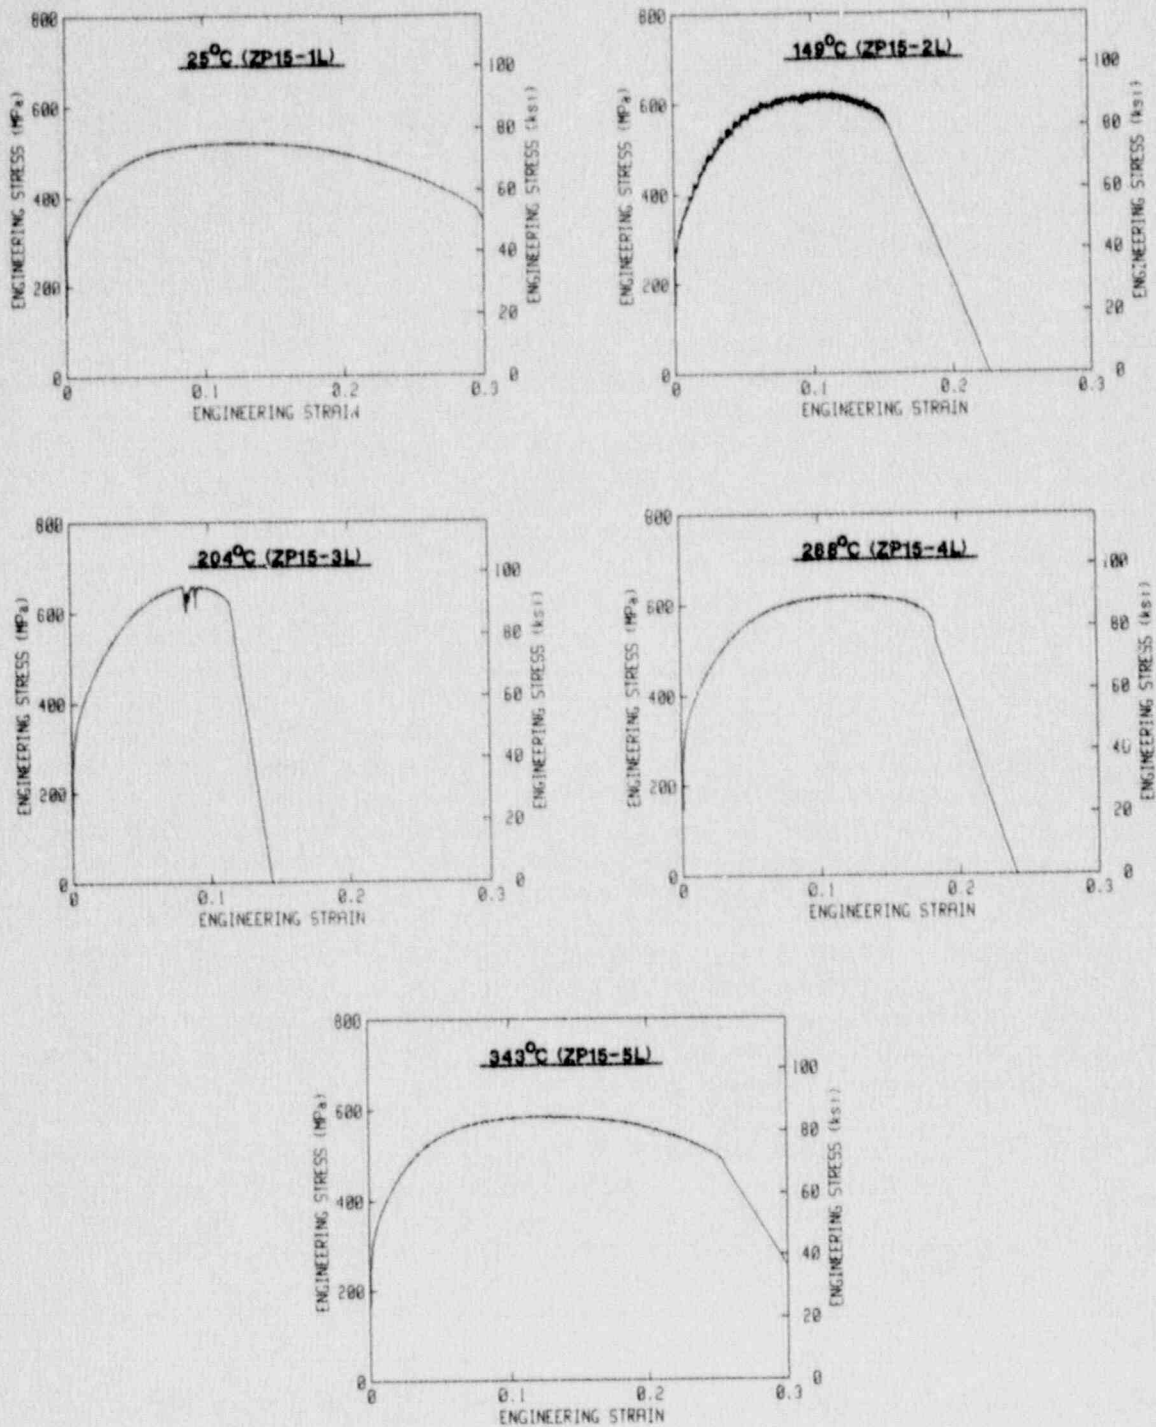 25°C (ZP15-1L)
800
600
400
200
0
ENGINEERING STRESS (MPa)
100
80
60
40
20
0
ENGINEERING STRESS (ksi)
0 0.1 0.2 0.3
ENGINEERING STRAIN
149°C (ZP15-2L)
800
600
400
200
0
ENGINEERING STRESS (MPa)
100
80
60
40
20
0
ENGINEERING STRESS (ksi)
0 0.1 0.2 0.3
ENGINEERING STRAIN
204°C (ZP15-3L)
800
600
400
200
0
ENGINEERING STRESS (MPa)
100
80
60
40
20
0
ENGINEERING STRESS (ksi)
0 0.1 0.2 0.3
ENGINEERING STRAIN
288°C (ZP15-4L)
800
600
400
200
0
ENGINEERING STRESS (MPa)
100
80
60
40
20
0
ENGINEERING STRESS (ksi)
0 0.1 0.2 0.3
ENGINEERING STRAIN
343°C (ZP15-5L)
800
600
400
200
0
ENGINEERING STRESS (MPa)
100
80
60
40
20
0
ENGINEERING STRESS (ksi)
0 0.1 0.2 0.3
ENGINEERING STRAIN